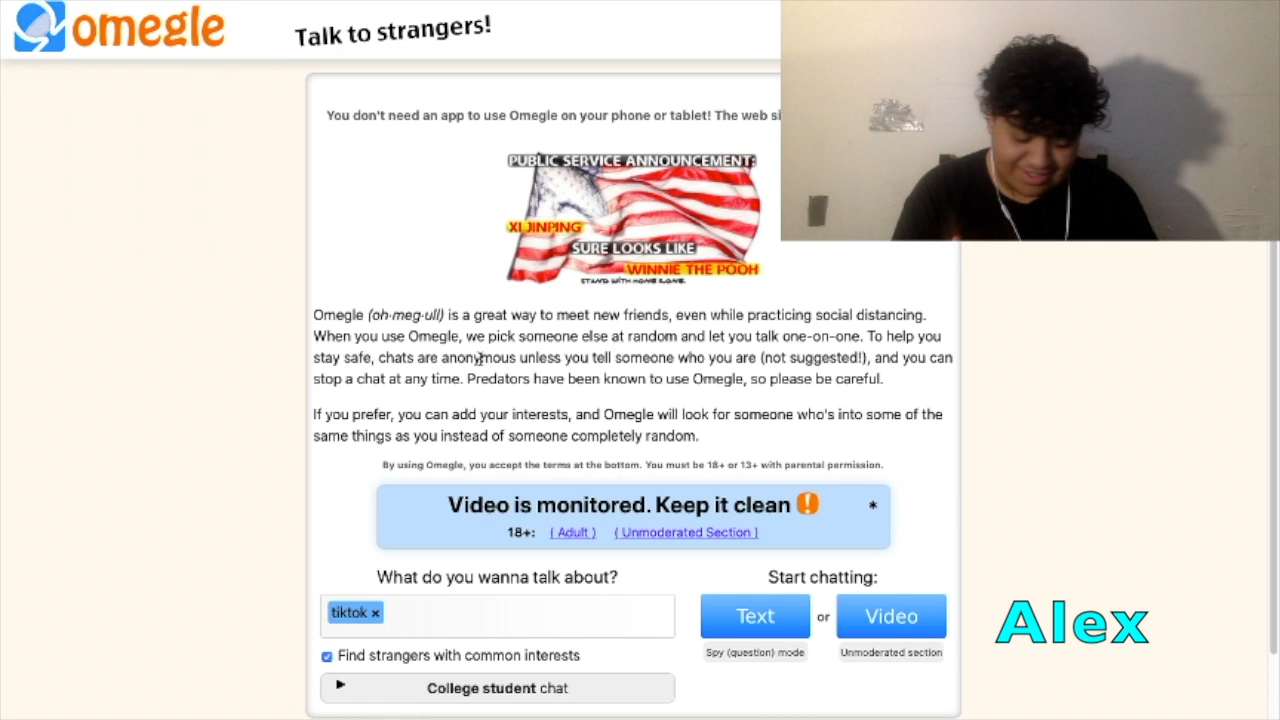 omegle
Talk to strangers!
You don't need an app to use Omegle on your phone or tablet! The web si
PUBLIC SERVICE ANNOUNCEMENT:
XI JINPING
SURE LOOKS LIKE
WINNIE THE POOH
Omegle (oh·meg·ull) is a great way to meet new friends, even while practicing social distancing.
When you use Omegle, we pick someone else at random and let you talk one-on-one. To help you
stay safe, chats are anonymous unless you tell someone who you are (not suggested!), and you can
stop a chat at any time. Predators have been known to use Omegle, so please be careful.
If you prefer, you can add your interests, and Omegle will look for someone who's into some of the
same things as you instead of someone completely random.
By using Omegle, you accept the terms at the bottom. You must be 18+ or 13+ with parental permission.
Video is monitored. Keep it clean ! *
18+: ( Adult ) ( Unmoderated Section )
What do you wanna talk about?
tiktok ×
Find strangers with common interests
College student chat
Start chatting:
Text or Video
Spy (question) mode Unmoderated section
Alex